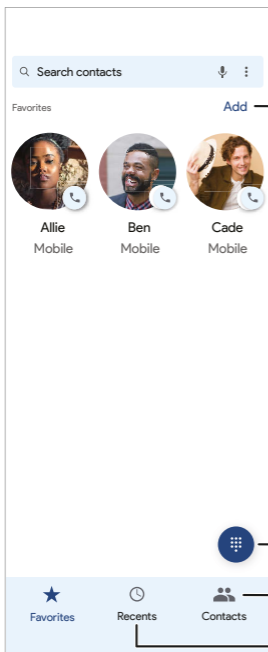 Search contacts
Favorites Add
Allie Ben Cade
Mobile Mobile Mobile
Favorites Recents Contacts